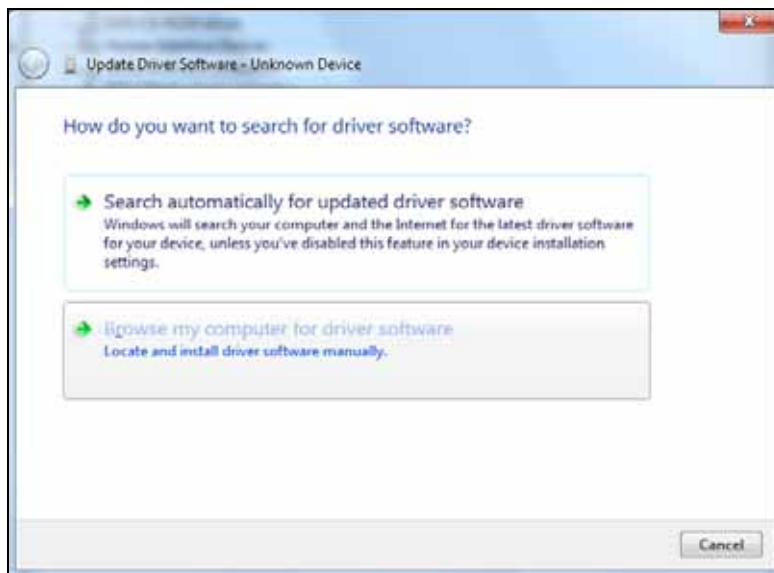 Update Driver Software - Unknown Device
How do you want to search for driver software?
Search automatically for updated driver software
Windows will search your computer and the Internet for the latest driver software
for your device, unless you've disabled this feature in your device installation
settings.
Browse my computer for driver software
Locate and install driver software manually.
Cancel